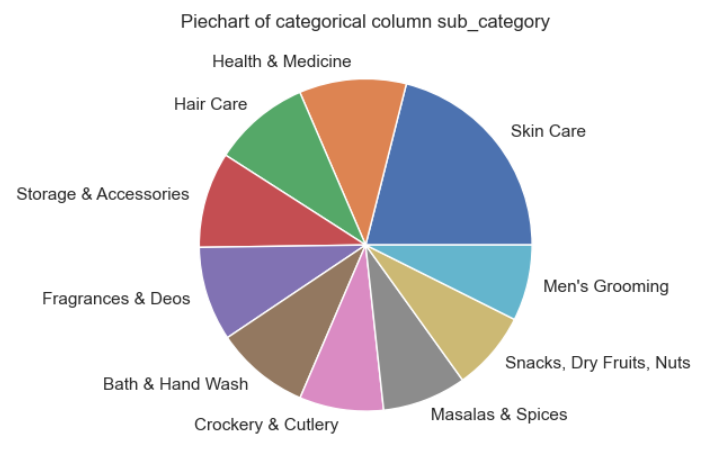 Piechart of categorical column sub_category
Health & Medicine
Hair Care
Skin Care
Storage & Accessories
Fragrances & Deos
Men's Grooming
Snacks, Dry Fruits, Nuts
Bath & Hand Wash
Masalas & Spices
Crockery & Cutlery